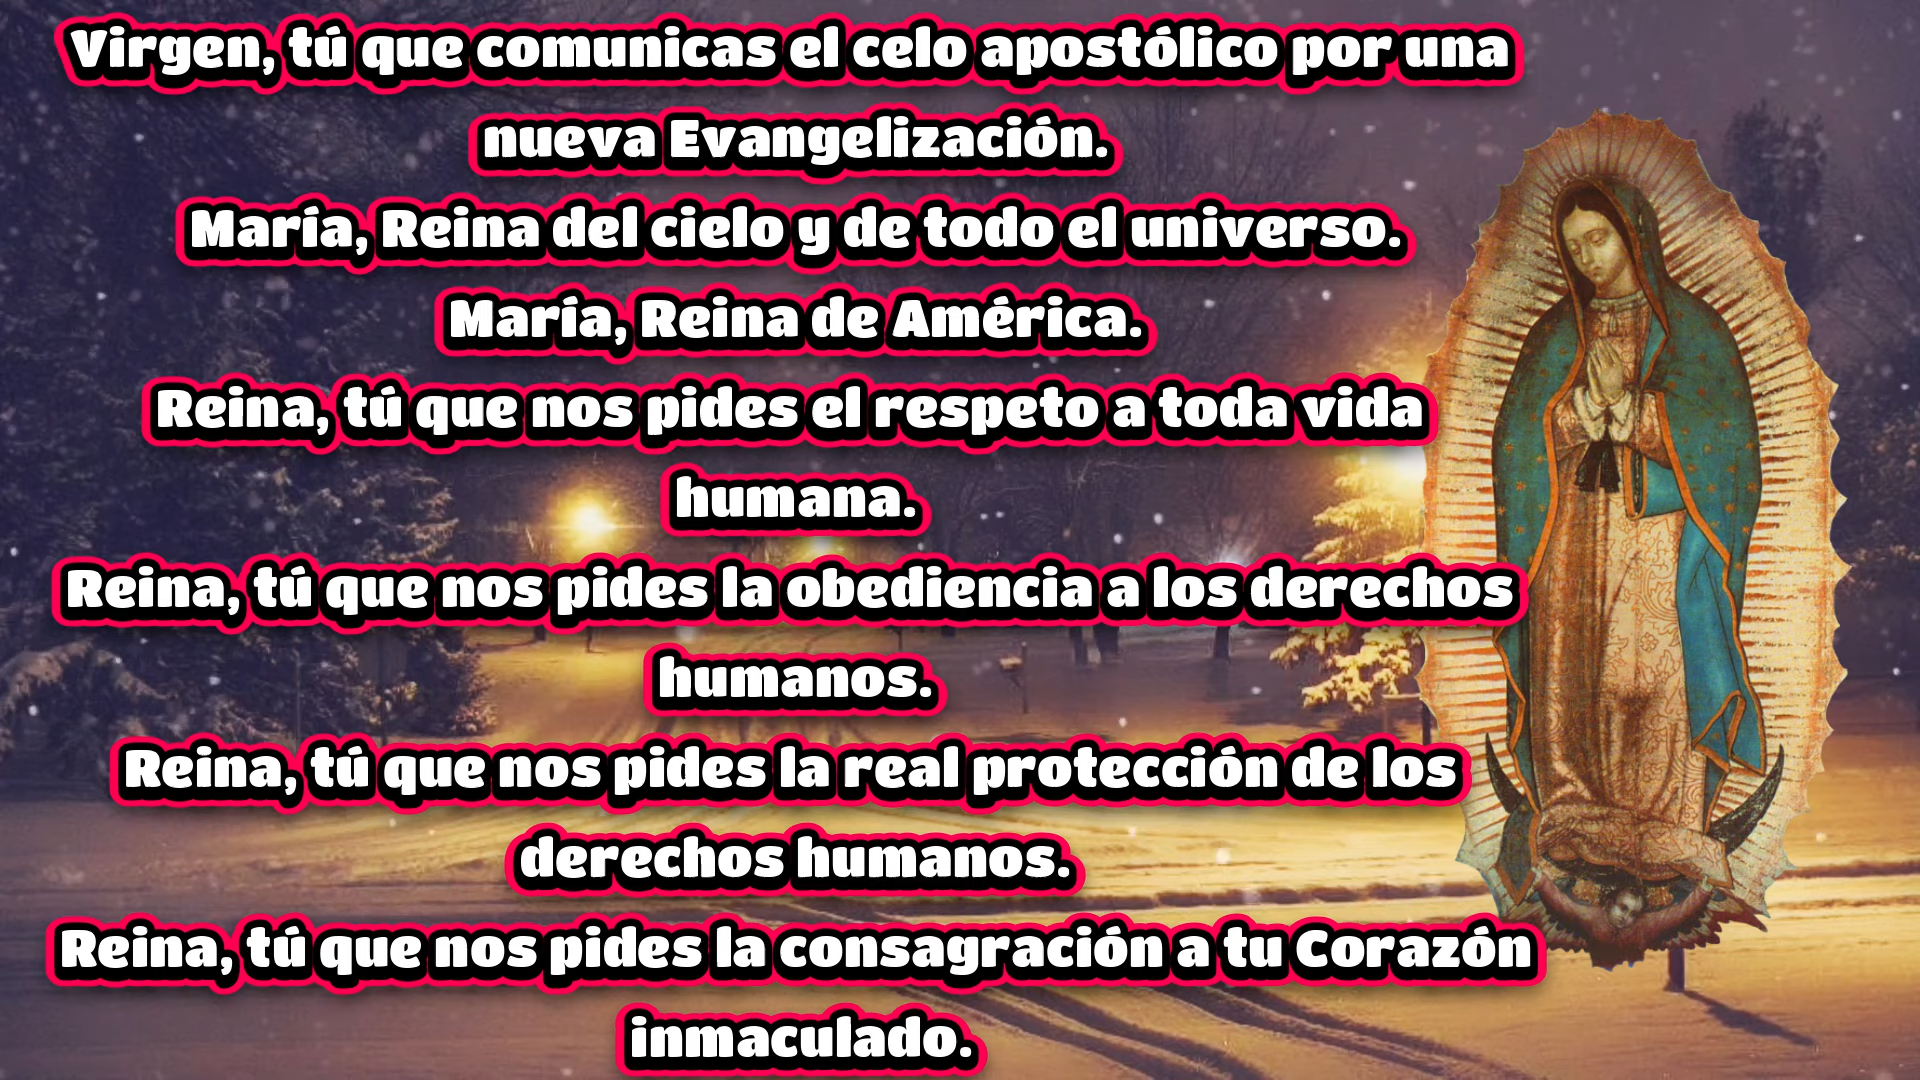 Virgen, tú que comunicas el celo apostólico por una
nueva Evangelización.
María, Reina del cielo y de todo el universo.
María, Reina de América.
Reina, tú que nos pides el respeto a toda vida
humana.
Reina, tú que nos pides la obediencia a los derechos
humanos.
Reina, tú que nos pides la real protección de los
derechos humanos.
Reina, tú que nos pides la consagración a tu Corazón
inmaculado.